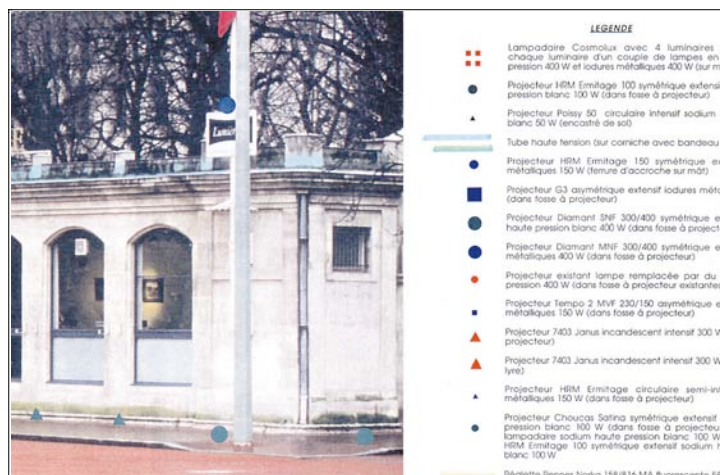 LEGENDE
Lampadaire Cosmolux avec 4 luminaires
chaque luminaire d'un couple de lampes en
pression 400 W et iodures métalliques 400 W (sur m
Projecteur HRM Ermitage 100 symétrique extensi
pression blanc 100 W (dans fosse à projecteur)
Projecteur Poissy 50 circulaire intensif sodium
blanc 50 W (encastré de sol)
Tube haute tension (sur corniche avec bandeau
Projecteur HRM Ermitage 150 symétrique ex
métalliques 150 W (ferrure d'accroche sur mât)
Projecteur G3 asymétrique extensif iodures méta
(dans fosse à projecteur)
Projecteur Diamant SNF 300/400 symétrique e
haute pression blanc 400 W (dans fosse à projecte
Projecteur Diamant MNF 300/400 symétrique e
métalliques 400 W (dans fosse à projecteur)
Projecteur existant lampe remplacée par du
pression 400 W (dans fosse à projecteur existante
Projecteur Tempo 2 MVF 230/150 asymétrique e
métalliques 150 W (dans fosse à projecteur)
Projecteur 7403 Janus incandescent intensif 300 W
projecteur)
Projecteur 7403 Janus incandescent intensif 300 W
lyre)
Projecteur HRM Ermitage circulaire semi-in
métalliques 150 W (dans fosse à projecteur)
Projecteur Choucas Satina symétrique extensif
pression blanc 100 W (dans fosse à projecteu
lampadaire sodium haute pression blanc 100 W
HRM Ermitage 100 symétrique extensif sodium h
blanc 100 W